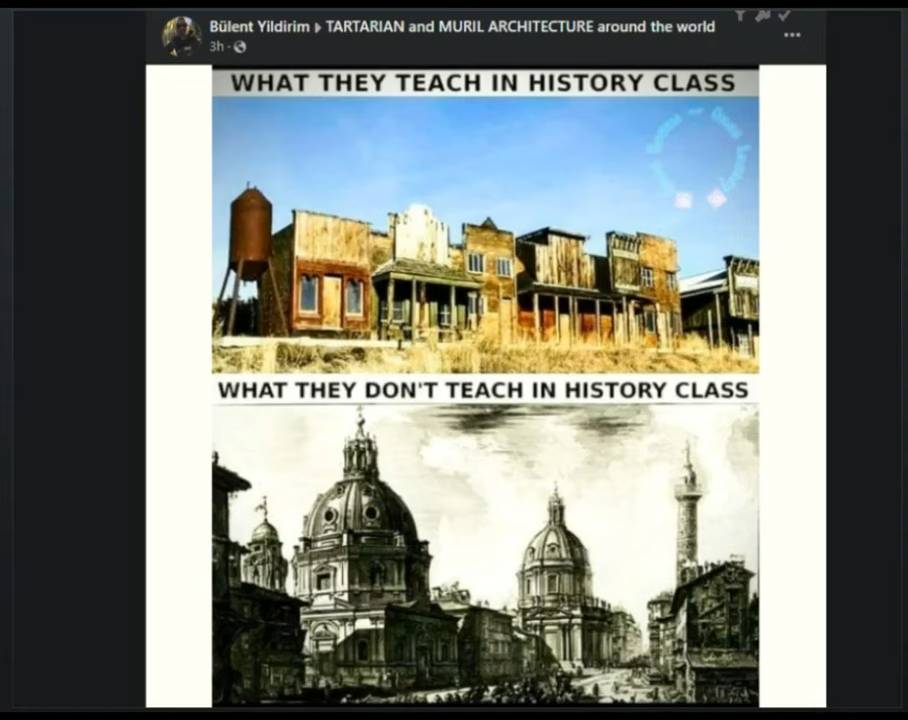 Bülent Yildirim ▸ TARTARIAN and MURIL ARCHITECTURE around the world
3h ·
WHAT THEY TEACH IN HISTORY CLASS
WHAT THEY DON'T TEACH IN HISTORY CLASS